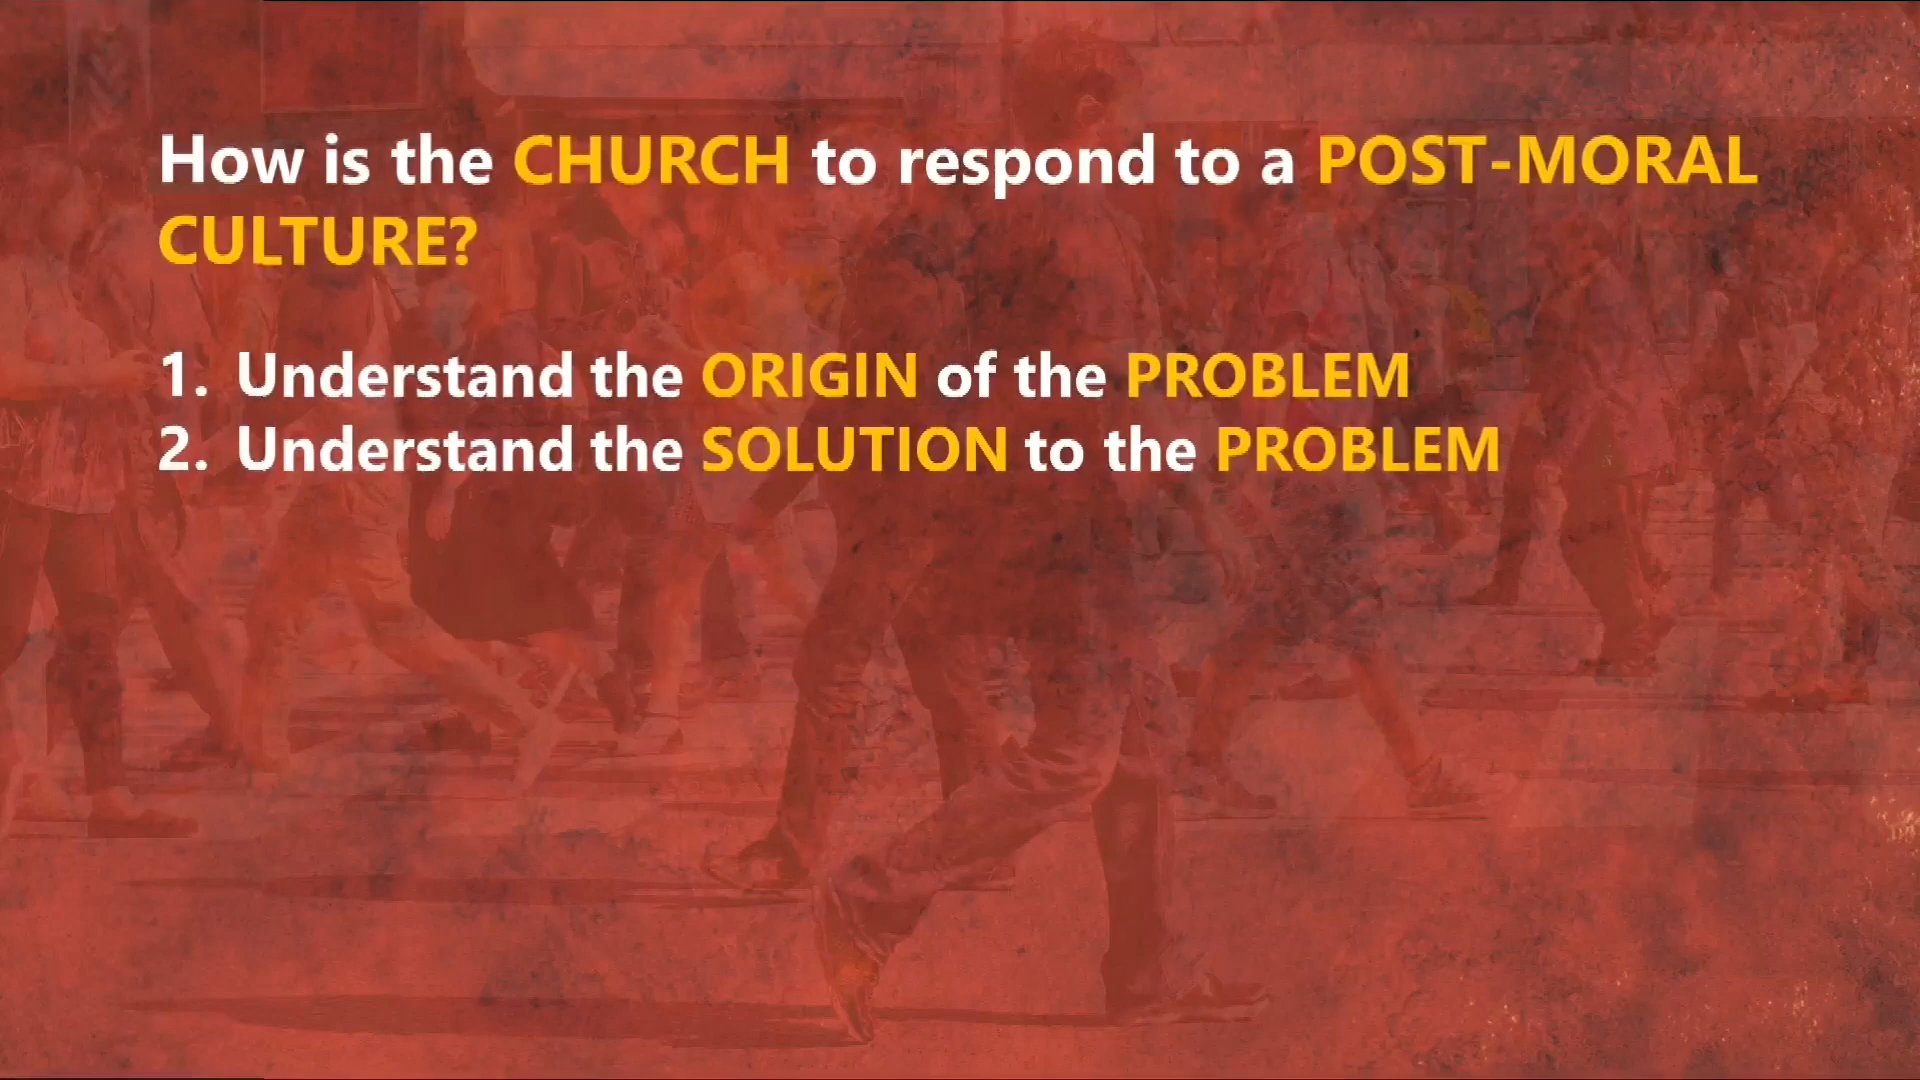 How is the CHURCH to respond to a POST-MORAL
CULTURE?
1. Understand the ORIGIN of the PROBLEM
2. Understand the SOLUTION to the PROBLEM